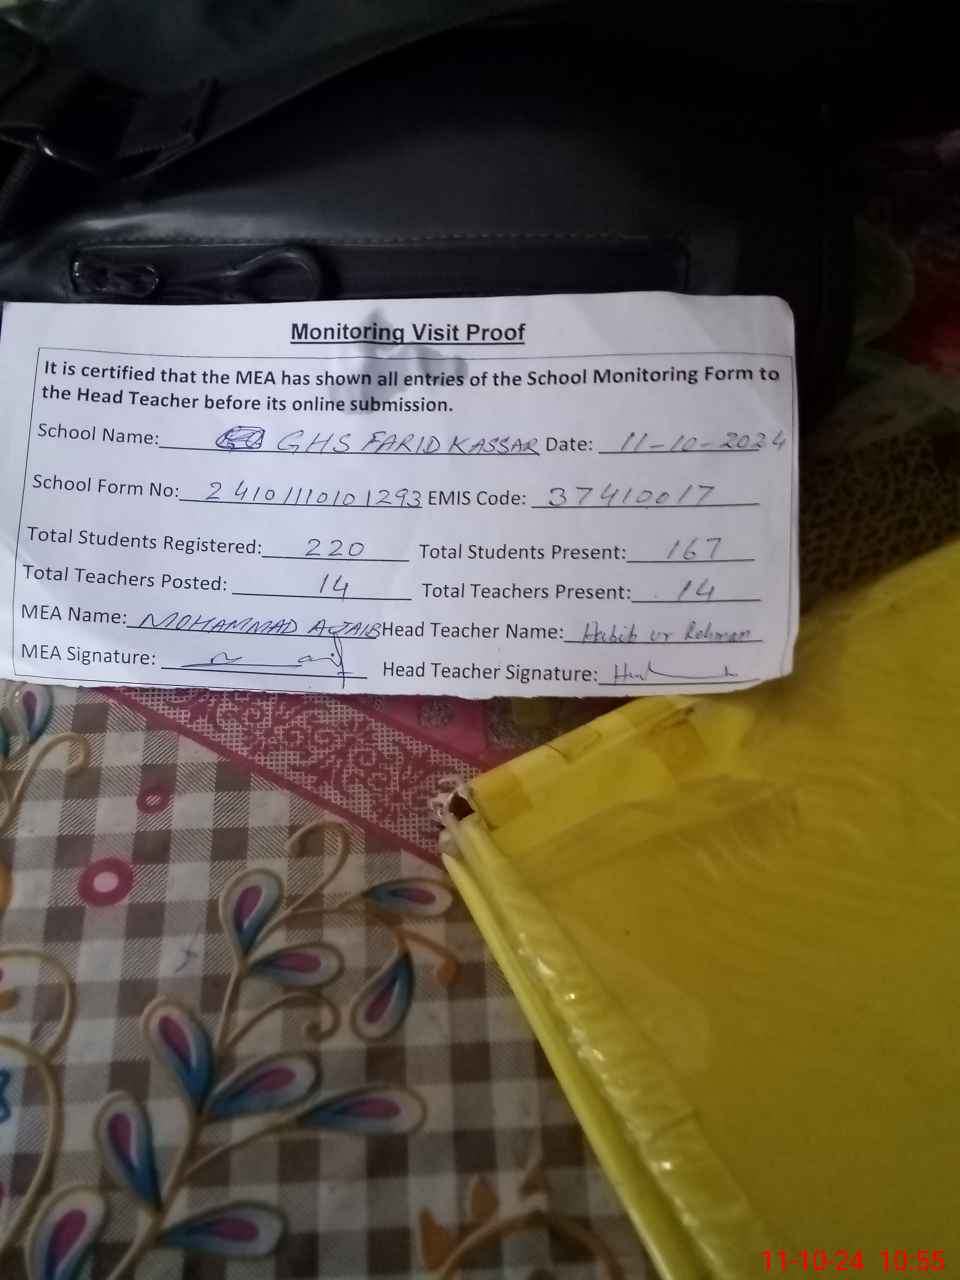 Monitoring Visit Proof
It is certified that the MEA has shown all entries of the School Monitoring Form to
the Head Teacher before its online submission.
School Name: GHS FARID KASSAR Date: 11-10-2024
School Form No: 24101110101293 EMIS Code: 37410017
Total Students Registered: 220 Total Students Present: 167
Total Teachers Posted: 14 Total Teachers Present: 14
MEA Name: MOHAMMAD AJAIB Head Teacher Name: Habib ur Rehman
MEA Signature: Head Teacher Signature:
11-10-24 10:55